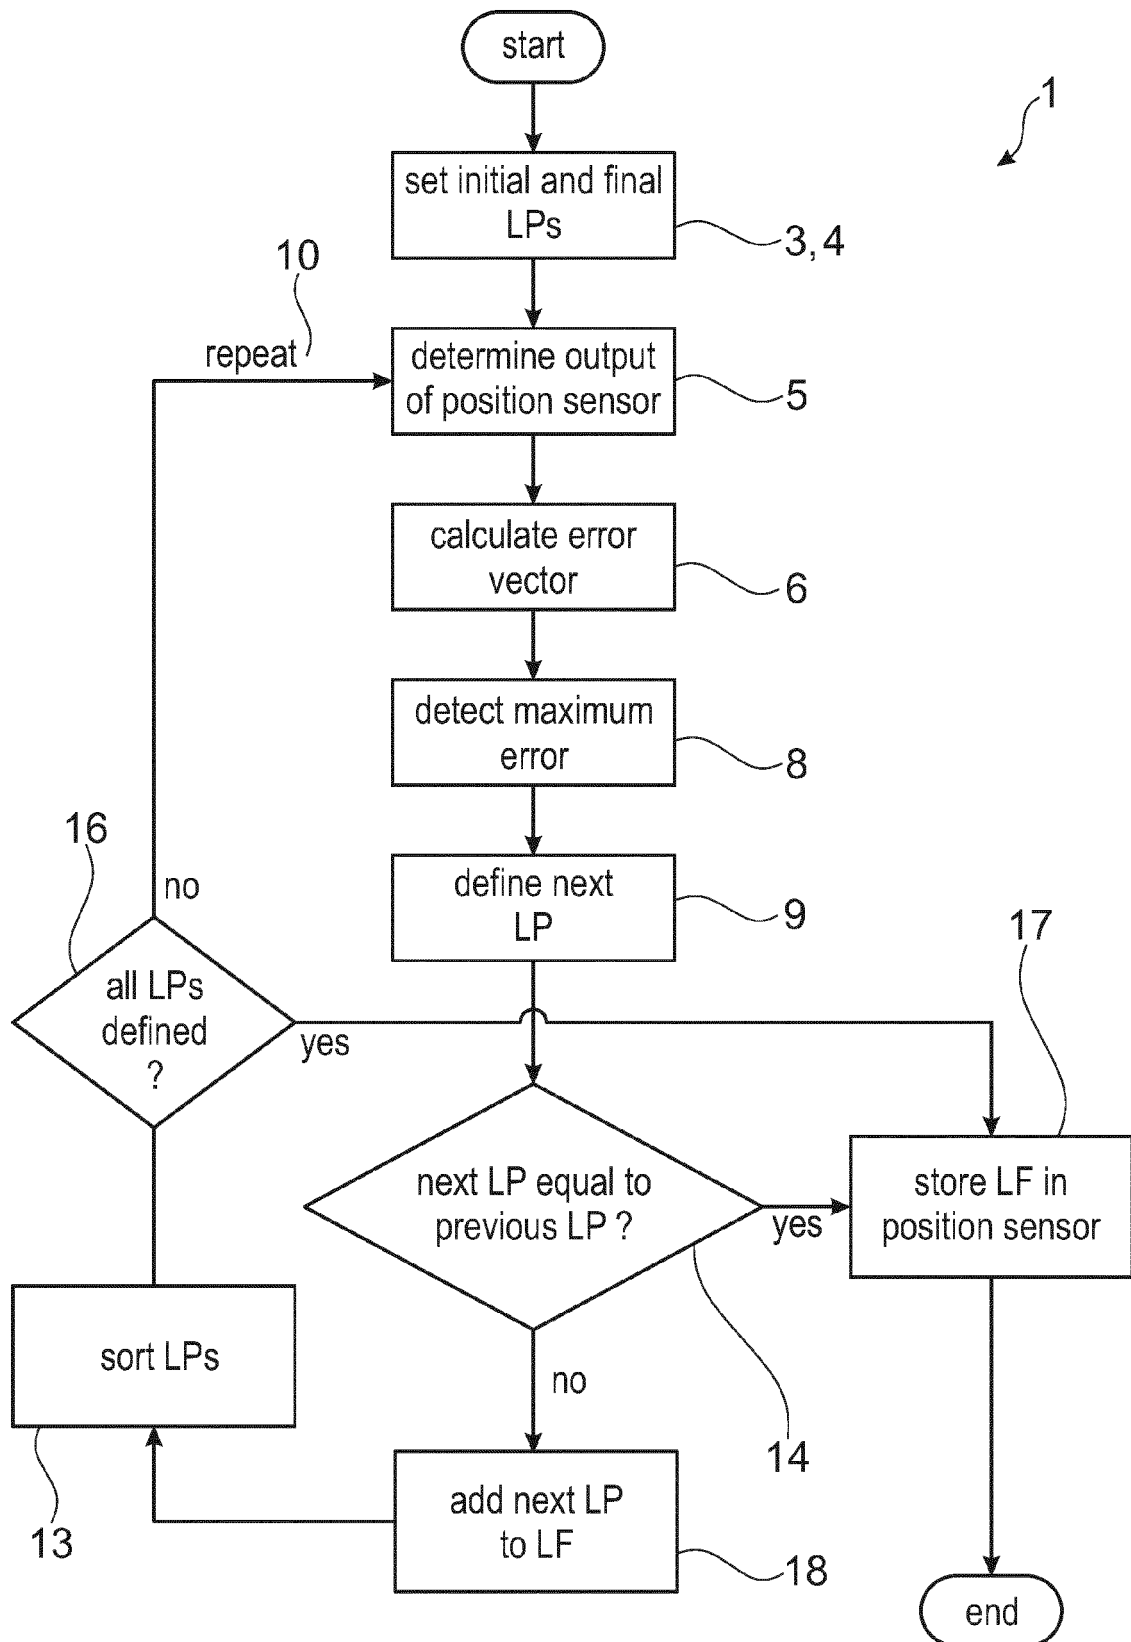 start
1
set initial and final
LPs
3, 4
10
repeat
determine output
of position sensor
5
calculate error
vector
6
detect maximum
error
8
16
no
define next
LP
9
17
all LPs
defined
?
yes
next LP equal to
previous LP ?
yes
store LF in
position sensor
sort LPs
no
14
13
add next LP
to LF
18
end